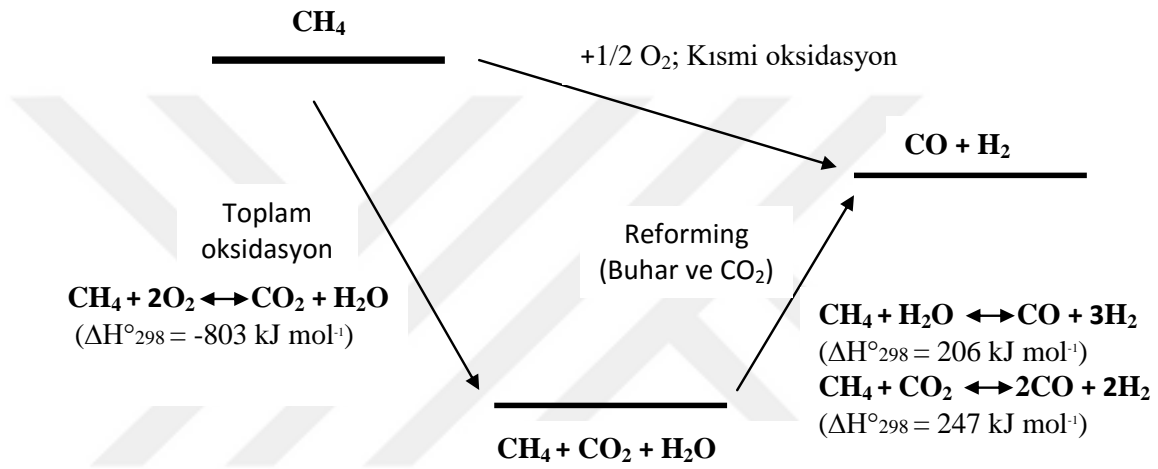 CH₄
+1/2 O₂; Kısmi oksidasyon
CO + H₂
Toplam
oksidasyon
CH₄ + 2O₂ ↔ CO₂ + H₂O
(ΔH°₂₉₈ = -803 kJ mol⁻¹)
Reforming
(Buhar ve CO₂)
CH₄ + H₂O ↔ CO + 3H₂
(ΔH°₂₉₈ = 206 kJ mol⁻¹)
CH₄ + CO₂ ↔ 2CO + 2H₂
(ΔH°₂₉₈ = 247 kJ mol⁻¹)
CH₄ + CO₂ + H₂O